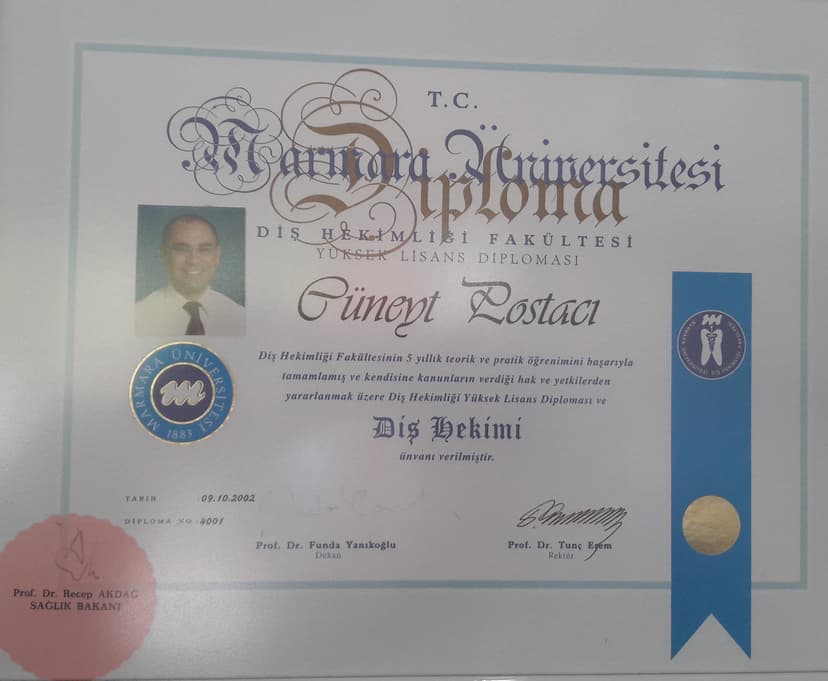 T.C.
Marmara Üniversitesi
Diploma
DİŞ HEKİMLİĞİ FAKÜLTESİ
YÜKSEK LİSANS DİPLOMASI
Cüneyt Postacı
Diş Hekimliği Fakültesinin 5 yıllık teorik ve pratik öğrenimini başarıyla
tamamlamış ve kendisine kanunların verdiği hak ve yetkilerden
yararlanmak üzere Diş Hekimliği Yüksek Lisans Diploması ve
Diş Hekimi
ünvanı verilmiştir.
MARMARA ÜNİVERSİTESİ
1883
TARİH : 09.10.2002
DİPLOMA NO : 4001
Prof. Dr. Funda Yanıkoğlu
Dekan
Prof. Dr. Tunç Erem
Rektör
Prof. Dr. Recep AKDAĞ
SAĞLIK BAKANI